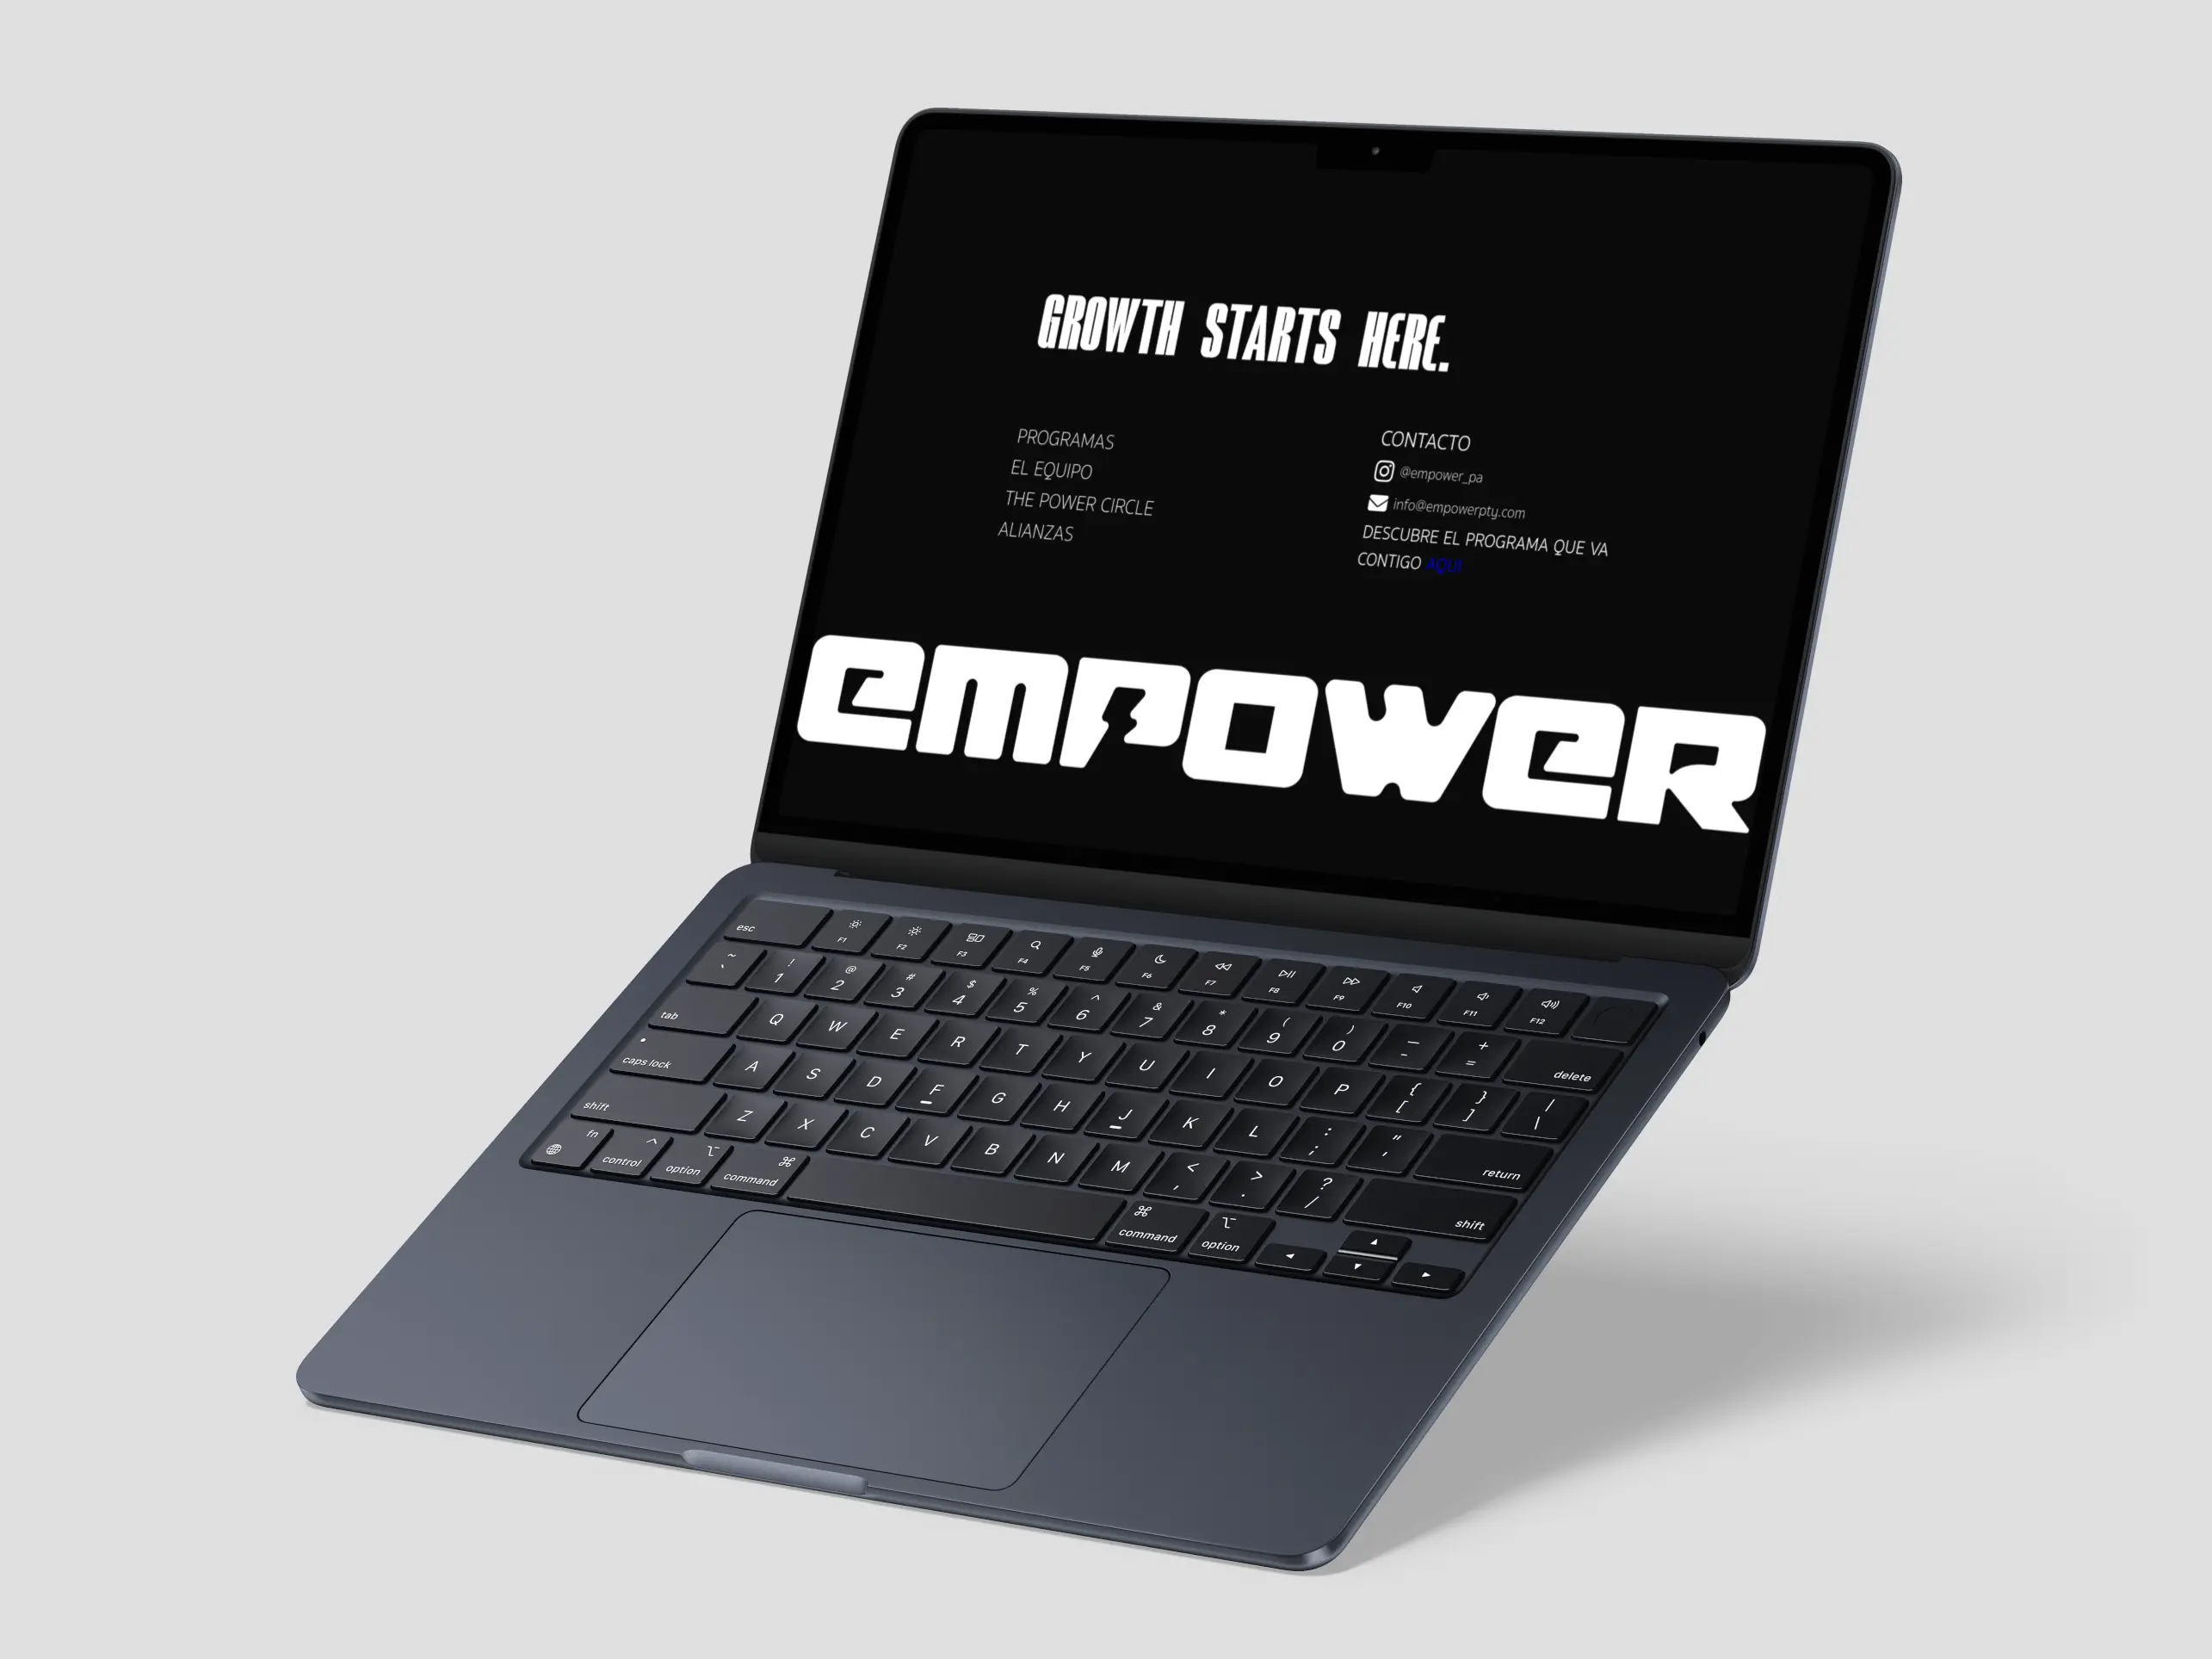 GROWTH STARTS HERE.
PROGRAMAS
EL EQUIPO
THE POWER CIRCLE
ALIANZAS
CONTACTO
@empower_pa
info@empowerpty.com
DESCUBRE EL PROGRAMA QUE VA
CONTIGO AQUI
empoweR
esc F1 F2 F3 F4 F5 F6 F7 F8 F9 F10 F11 F12
~ ` ! 1 @ 2 # 3 $ 4 % 5 ^ 6 & 7 * 8 ( 9 ) 0 _ - + = delete
tab Q W E R T Y U I O P { [ } ] | \
caps lock A S D F G H J K L : ; " ' return
shift Z X C V B N M < , > . ? / shift
fn control option command command option